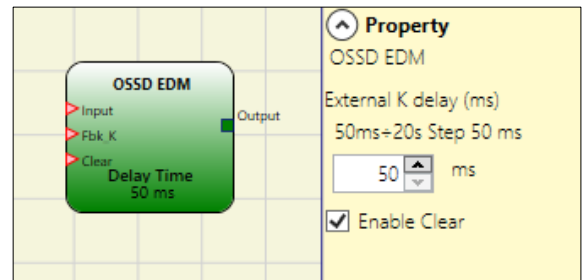 OSSD EDM
Input
Output
Fbk_K
Clear
Delay Time
50 ms
Property
OSSD EDM
External K delay (ms)
50ms÷20s Step 50 ms
50 ms
Enable Clear